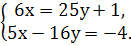 6x = 25y + 1,
5x − 16y = −4.